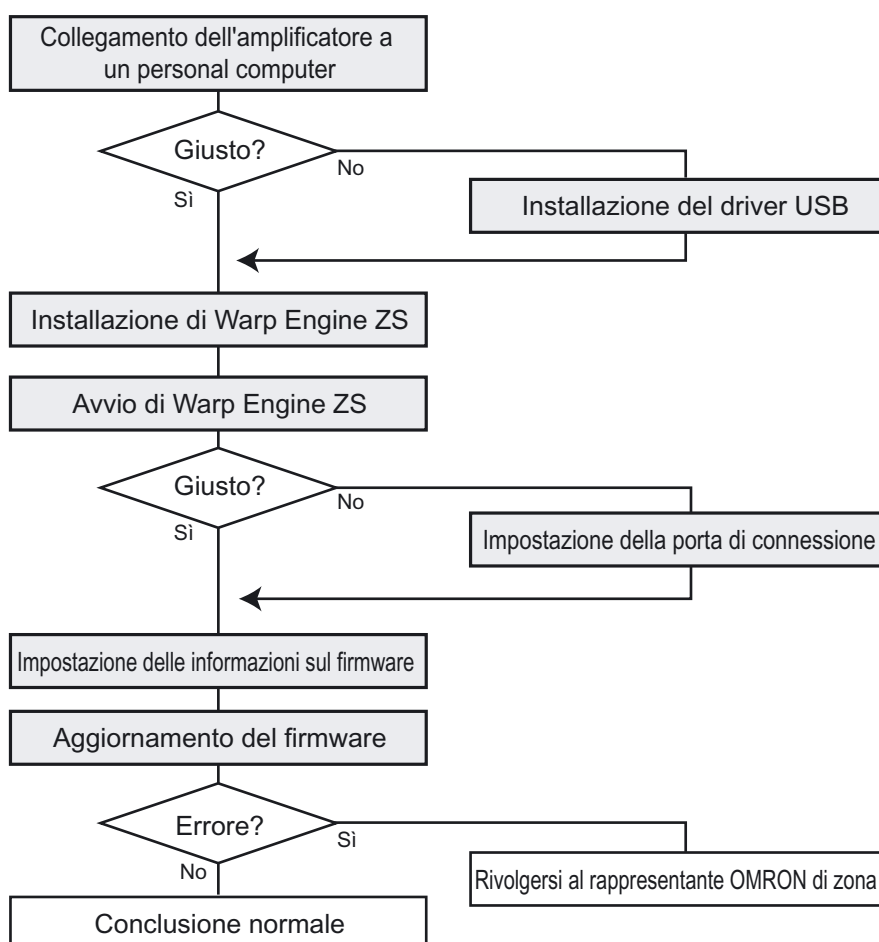 Collegamento dell'amplificatore a
un personal computer
Giusto?
No
Sì
Installazione del driver USB
Installazione di Warp Engine ZS
Avvio di Warp Engine ZS
Giusto?
No
Sì
Impostazione della porta di connessione
Impostazione delle informazioni sul firmware
Aggiornamento del firmware
Errore?
Sì
No
Rivolgersi al rappresentante OMRON di zona
Conclusione normale